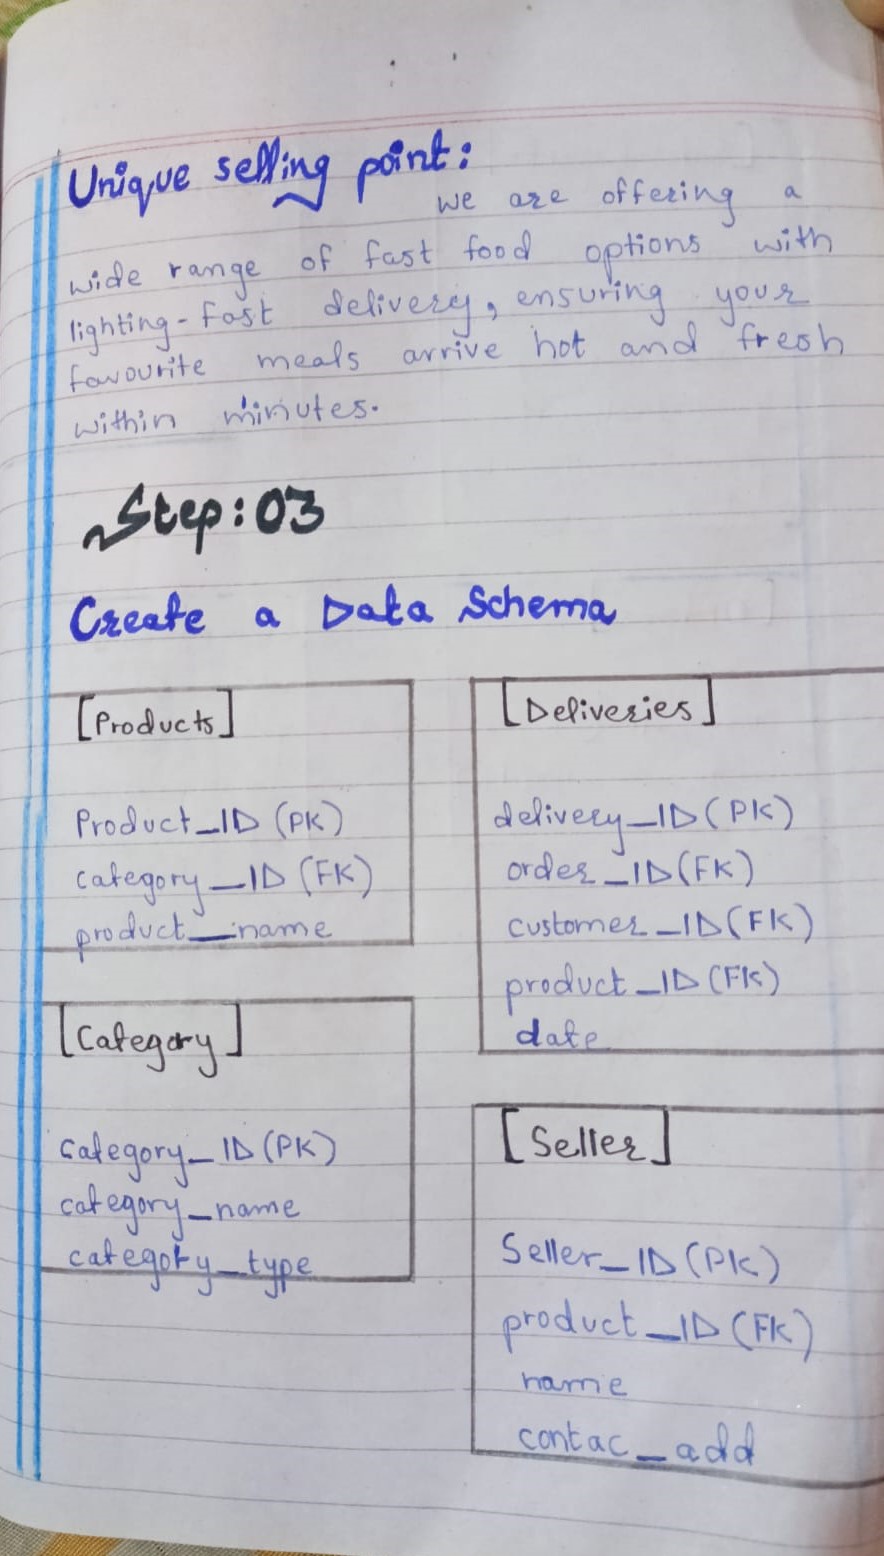 Unique selling point:
we are offering a
wide range of fast food options with
lighting-fast delivery, ensuring your
favourite meals arrive hot and fresh
within minutes.
Step:03
Create a Data Schema
[Products]
Product_ID (PK)
category_ID (FK)
product_name
[Category]
category_ID (PK)
category_name
category_type
[Deliveries]
delivery_ID (PK)
order_ID (FK)
customer_ID (FK)
product_ID (FK)
date
[Seller]
Seller_ID (PK)
product_ID (FK)
name
contac_add